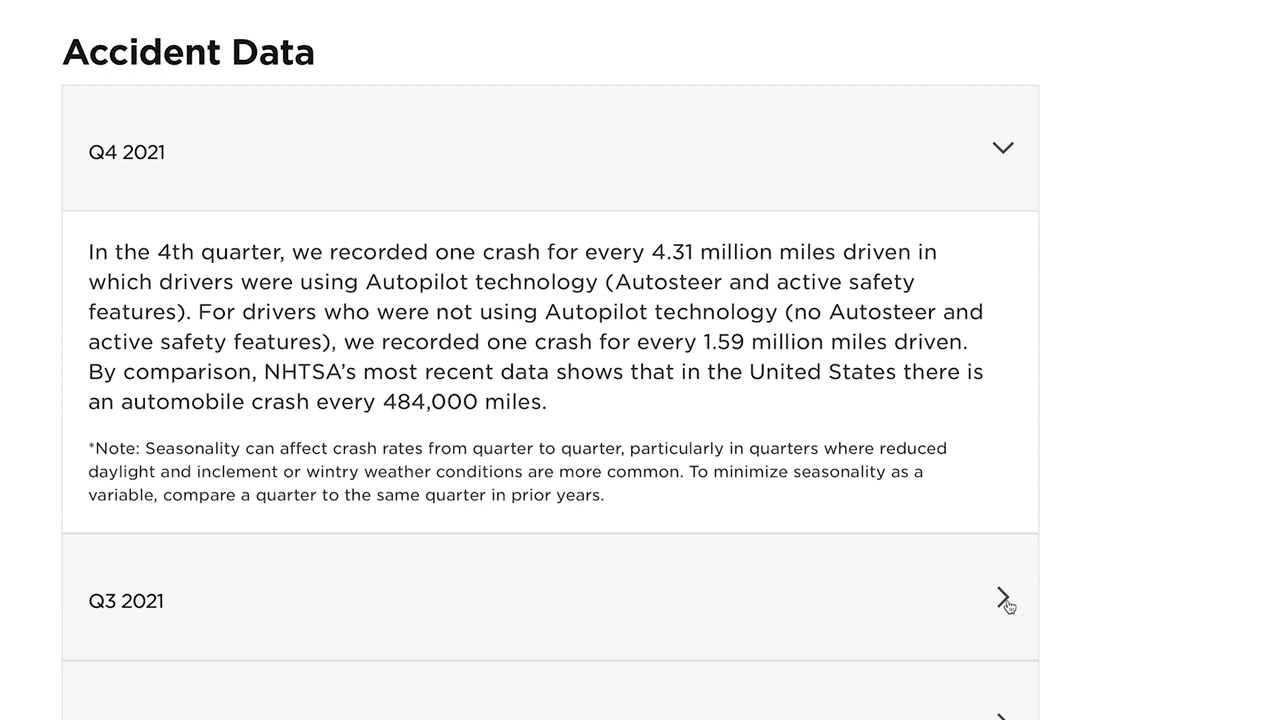 Accident Data
Q4 2021
In the 4th quarter, we recorded one crash for every 4.31 million miles driven in
which drivers were using Autopilot technology (Autosteer and active safety
features). For drivers who were not using Autopilot technology (no Autosteer and
active safety features), we recorded one crash for every 1.59 million miles driven.
By comparison, NHTSA’s most recent data shows that in the United States there is
an automobile crash every 484,000 miles.
*Note: Seasonality can affect crash rates from quarter to quarter, particularly in quarters where reduced
daylight and inclement or wintry weather conditions are more common. To minimize seasonality as a
variable, compare a quarter to the same quarter in prior years.
Q3 2021